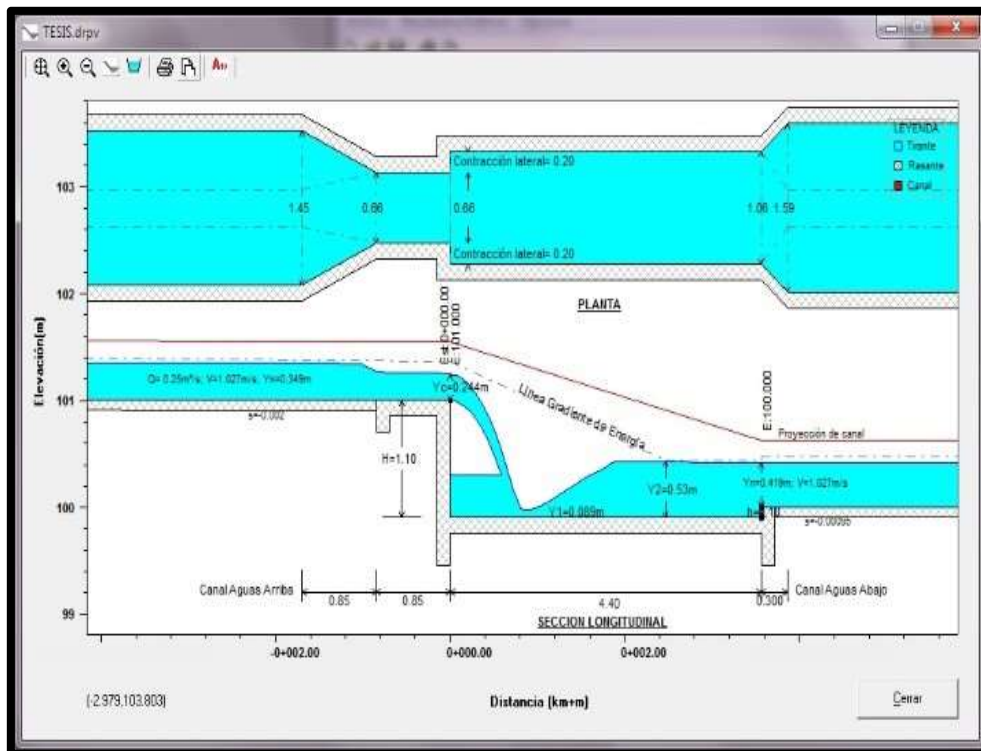 TESIS.drpv
LEYENDA
Tirante
Rasante
Canal
Contracción lateral= 0.20
1.45
0.66
0.66
1.06
1.59
Contracción lateral= 0.20
PLANTA
103
102
101
100
99
Elevación(m)
Est:0+000.00
E:101.000
E:100.000
Q= 0.25m³/s; V=1.027m/s, Yn=0.349m
Yc=0.244m
Línea Gradiente de Energía
Proyección de canal
s=-0.002
H=1.10
Y2=0.53m
Yn=0.419m; V=1.027m/s
Y1=0.089m
s=-0.00095
Canal Aguas Arriba
Canal Aguas Abajo
0.85
0.85
4.40
0.300
SECCION LONGITUDINAL
-0+002.00
0+000.00
0+002.00
(-2.979,103.803)
Distancia (km+m)
Cerrar